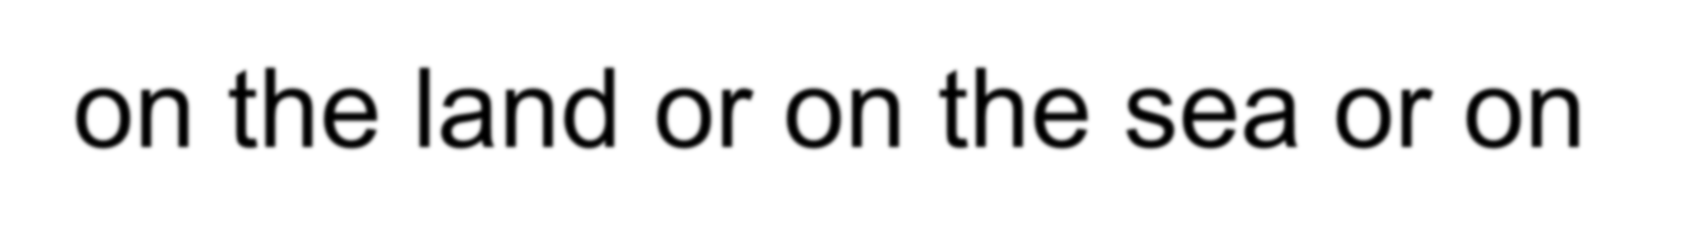 on the land or on the sea or on